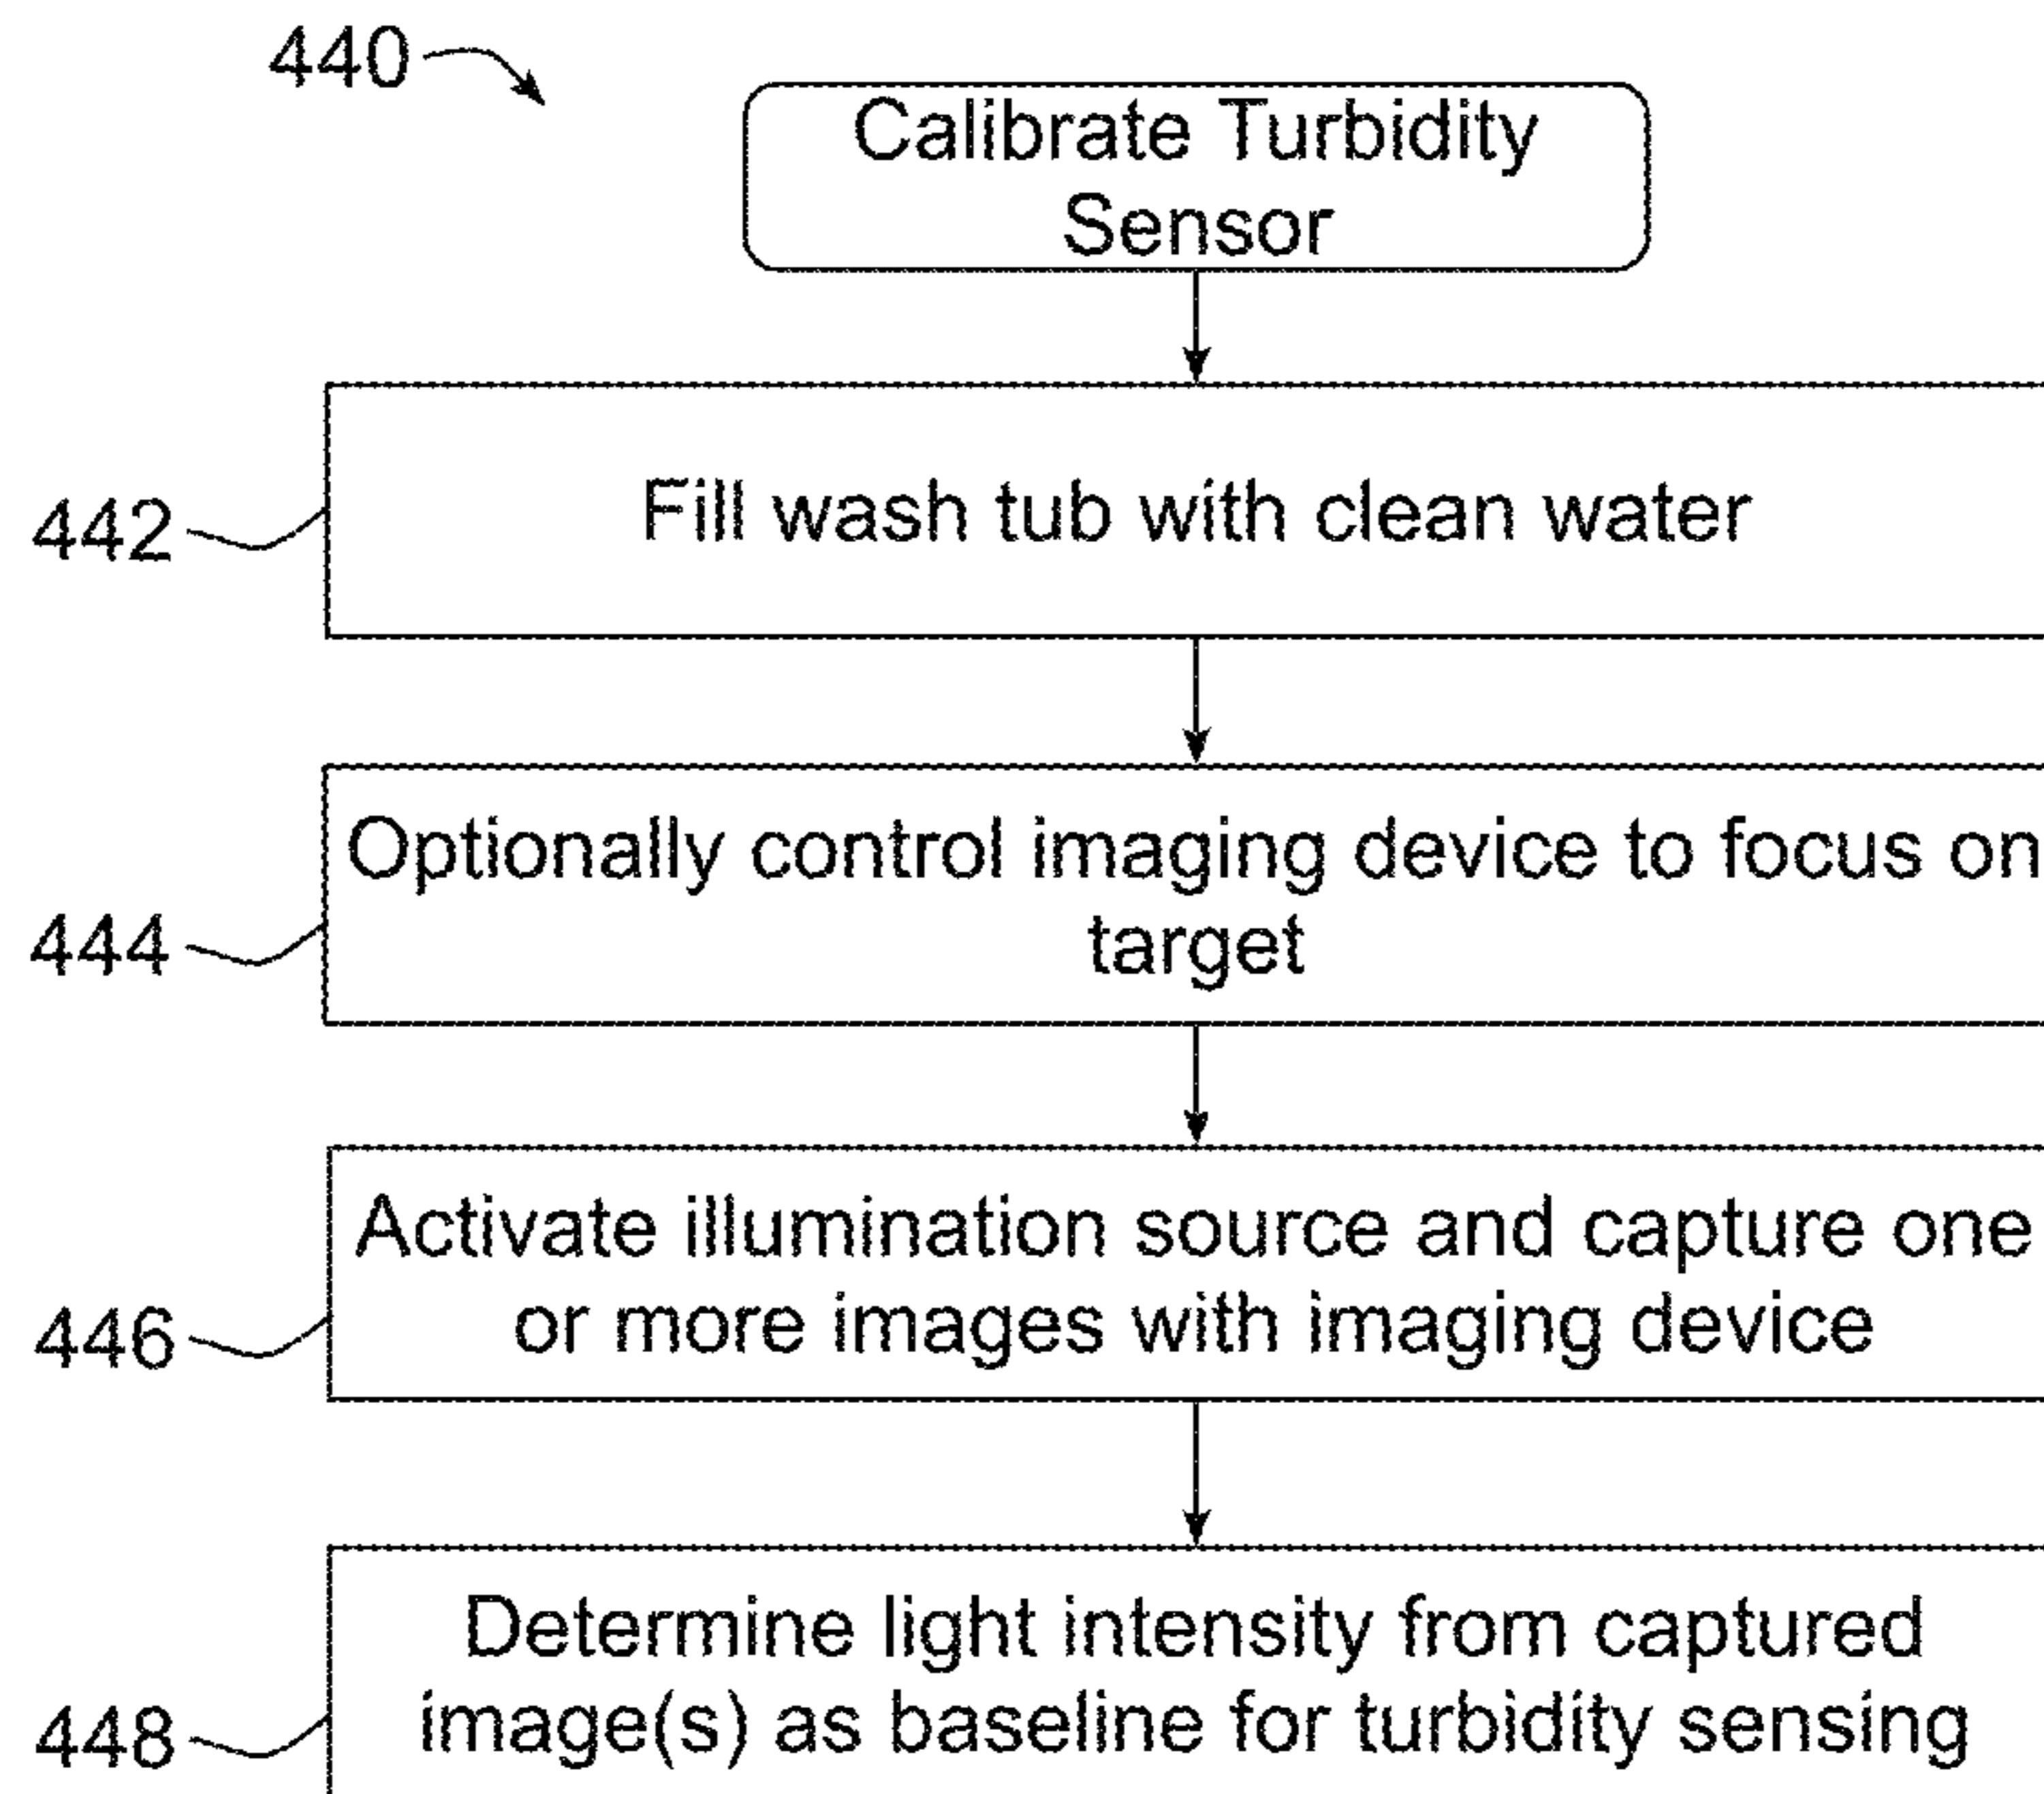 440
Calibrate Turbidity
Sensor
Fill wash tub with clean water
442
Optionally control imaging device to focus on
target
444
Activate illumination source and capture one
or more images with imaging device
446
Determine light intensity from captured
image(s) as baseline for turbidity sensing
448